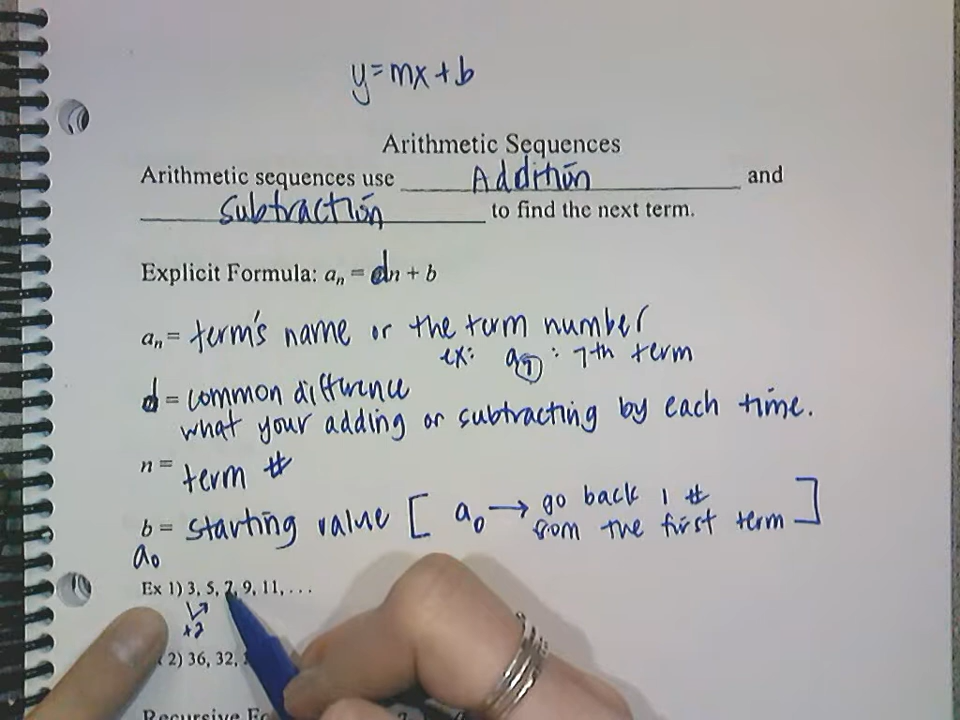 y=mx+b
Arithmetic Sequences
Arithmetic sequences use Addition and
Subtraction to find the next term.
Explicit Formula: aₙ = dn + b
aₙ = term's name or the term number
ex: a₇ : 7th term
d = common difference
what your adding or subtracting by each time.
n = term #
b = starting value [ a₀ → go back 1 #
from the first term ]
a₀
Ex 1) 3, 5, 7, 9, 11, . . .
+2
2) 36, 32,
Recursive